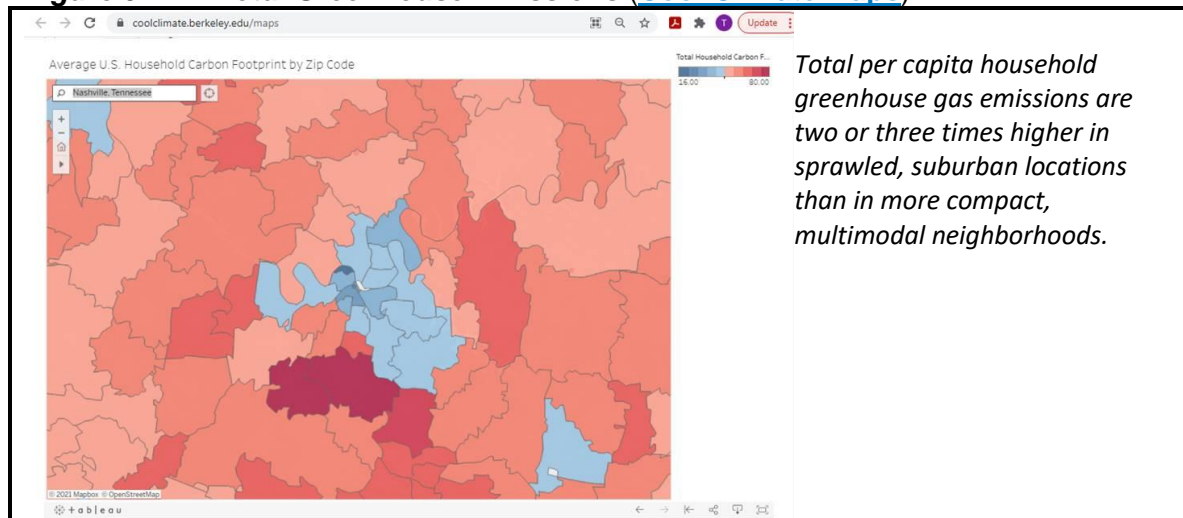 coolclimate.berkeley.edu/maps
T
Update
Average U.S. Household Carbon Footprint by Zip Code
Total Household Carbon F...
16.00 80.00
Nashville, Tennessee
© 2021 Mapbox © OpenStreetMap
+ableau
Total per capita household
greenhouse gas emissions are
two or three times higher in
sprawled, suburban locations
than in more compact,
multimodal neighborhoods.